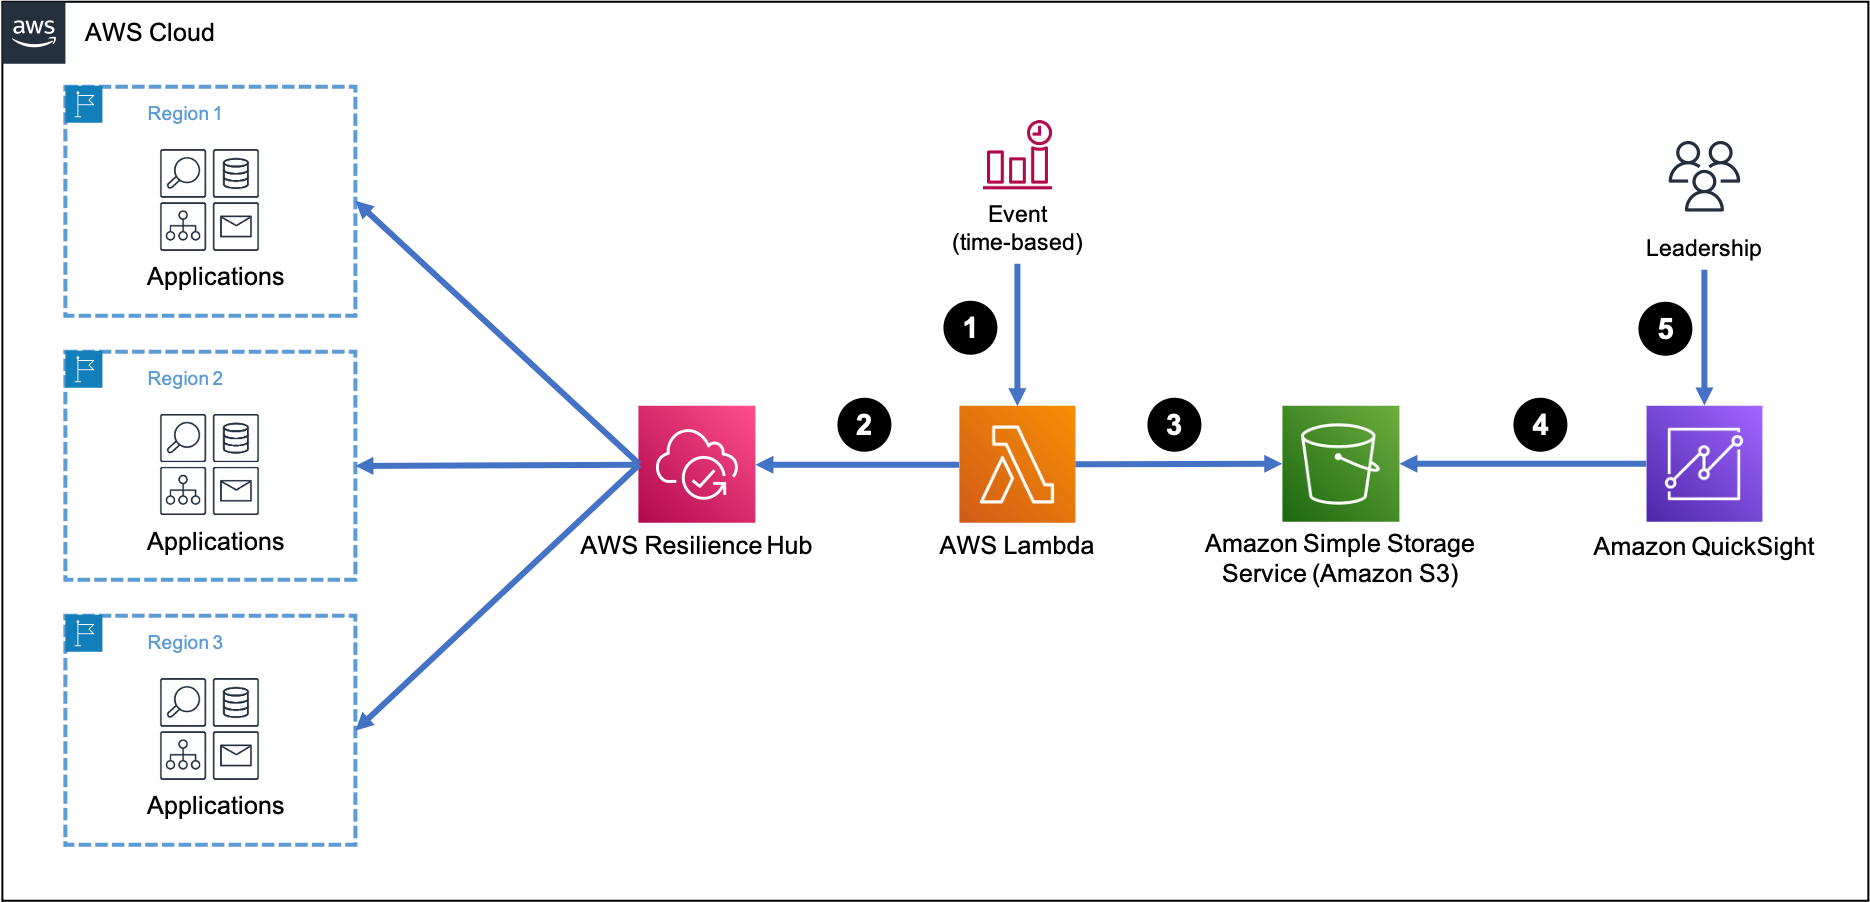 aws
AWS Cloud
Region 1
Applications
Region 2
Applications
Region 3
Applications
Event
(time-based)
Leadership
1
5
2
3
4
AWS Resilience Hub
AWS Lambda
Amazon Simple Storage
Service (Amazon S3)
Amazon QuickSight